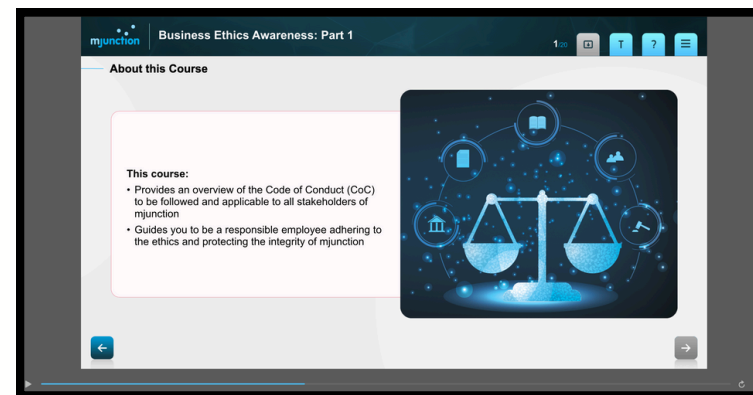 mjunction
Business Ethics Awareness: Part 1
1/20
T
?
About this Course
This course:
• Provides an overview of the Code of Conduct (CoC)
to be followed and applicable to all stakeholders of
mjunction
• Guides you to be a responsible employee adhering to
the ethics and protecting the integrity of mjunction